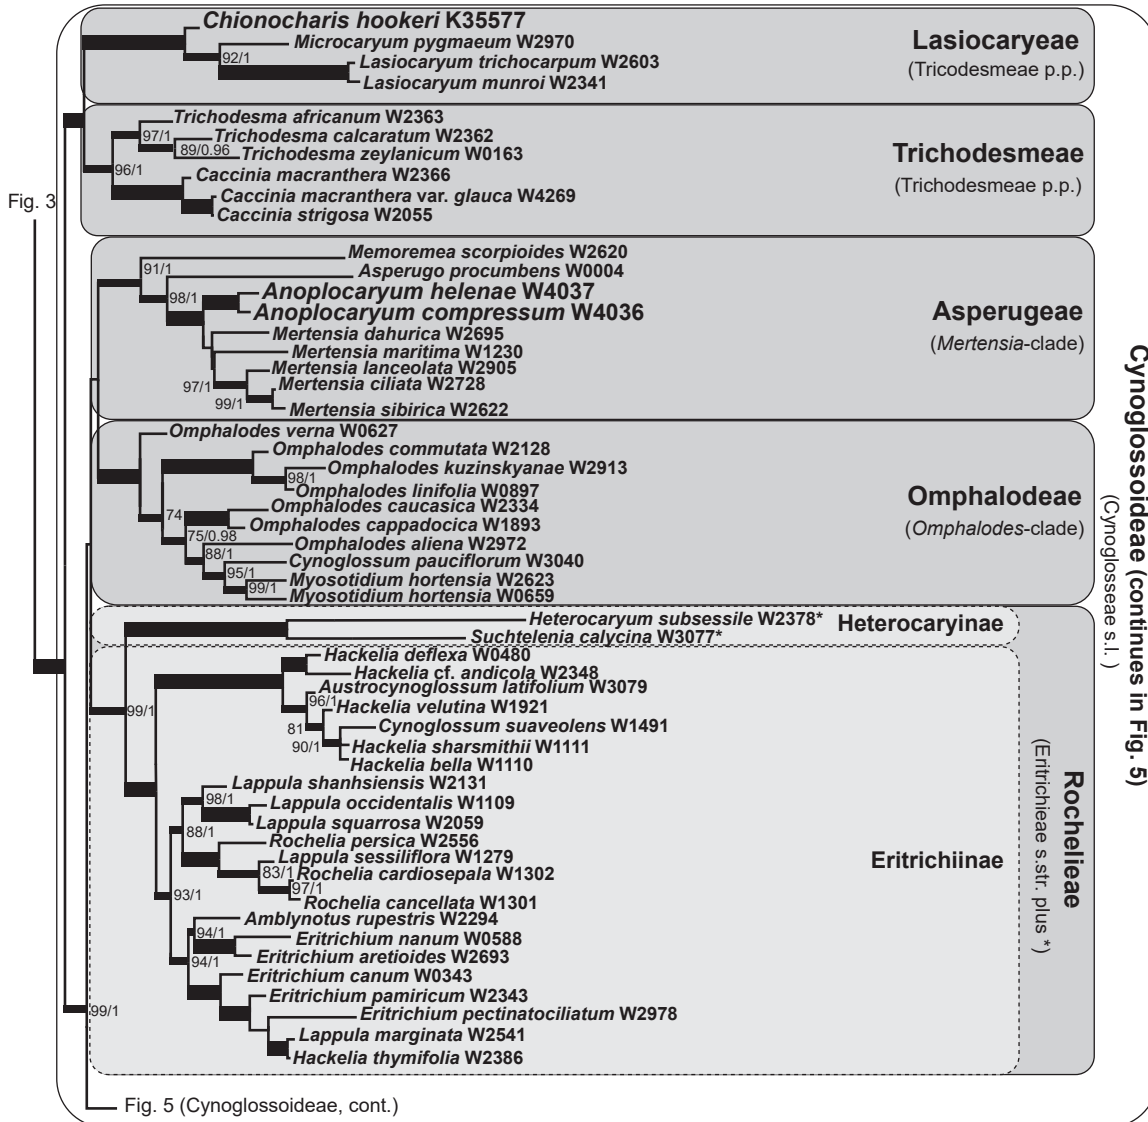 Chionocharis hookeri K35577
Microcaryum pygmaeum W2970
92/1
Lasiocaryum trichocarpum W2603
Lasiocaryum munroi W2341
Lasiocaryeae
(Tricodesmeae p.p.)
Trichodesma africanum W2363
97/1
Trichodesma calcaratum W2362
89/0.96
Trichodesma zeylanicum W0163
96/1
Caccinia macranthera W2366
Caccinia macranthera var. glauca W4269
Caccinia strigosa W2055
Trichodesmeae
(Trichodesmeae p.p.)
Fig. 3
Memoremea scorpioides W2620
91/1
Asperugo procumbens W0004
98/1
Anoplocaryum helenae W4037
Anoplocaryum compressum W4036
Mertensia dahurica W2695
Mertensia maritima W1230
Mertensia lanceolata W2905
97/1
Mertensia ciliata W2728
99/1
Mertensia sibirica W2622
Asperugeae
(Mertensia-clade)
Omphalodes verna W0627
Omphalodes commutata W2128
Omphalodes kuzinskyanae W2913
98/1
Omphalodes linifolia W0897
Omphalodes caucasica W2334
74
Omphalodes cappadocica W1893
75/0.98
Omphalodes aliena W2972
88/1
Cynoglossum pauciflorum W3040
95/1
Myosotidium hortensia W2623
99/1
Myosotidium hortensia W0659
Omphalodeae
(Omphalodes-clade)
Heterocaryum subsessile W2378*
Suchtelenia calycina W3077*
Heterocaryinae
Hackelia deflexa W0480
Hackelia cf. andicola W2348
Austrocynoglossum latifolium W3079
96/1
Hackelia velutina W1921
99/1
81
Cynoglossum suaveolens W1491
90/1
Hackelia sharsmithii W1111
Hackelia bella W1110
Lappula shanhsiensis W2131
98/1
Lappula occidentalis W1109
Lappula squarrosa W2059
88/1
Rochelia persica W2556
Lappula sessiliflora W1279
83/1
Rochelia cardiosepala W1302
97/1
Rochelia cancellata W1301
93/1
Amblynotus rupestris W2294
94/1
Eritrichium nanum W0588
94/1
Eritrichium aretioides W2693
Eritrichium canum W0343
Eritrichium pamiricum W2343
Eritrichium pectinatociliatum W2978
99/1
Lappula marginata W2541
Hackelia thymifolia W2386
Eritrichiinae
Rochelieae
(Eritrichieae s.str. plus *)
Fig. 5 (Cynoglossoideae, cont.)
Cynoglossoideae (continues in Fig. 5)
(Cynoglosseae s.l.)